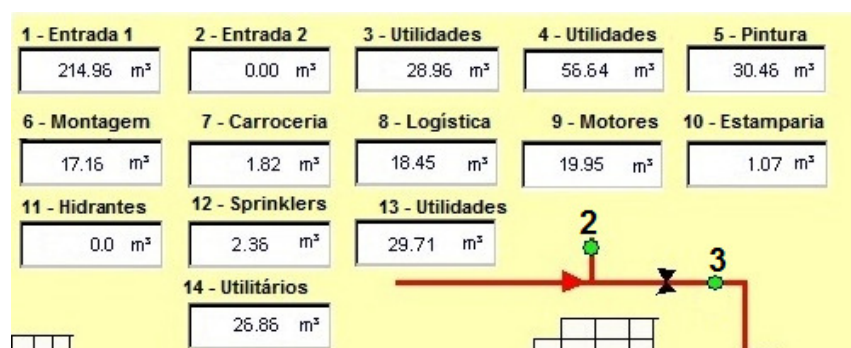 1 - Entrada 1 2 - Entrada 2 3 - Utilidades 4 - Utilidades 5 - Pintura
214.96 m³ 0.00 m³ 28.96 m³ 56.64 m³ 30.46 m³
6 - Montagem 7 - Carroceria 8 - Logística 9 - Motores 10 - Estamparia
17.16 m³ 1.82 m³ 18.45 m³ 19.95 m³ 1.07 m³
11 - Hidrantes 12 - Sprinklers 13 - Utilidades
0.0 m³ 2.36 m³ 29.71 m³
2
3
14 - Utilitários
26.86 m³